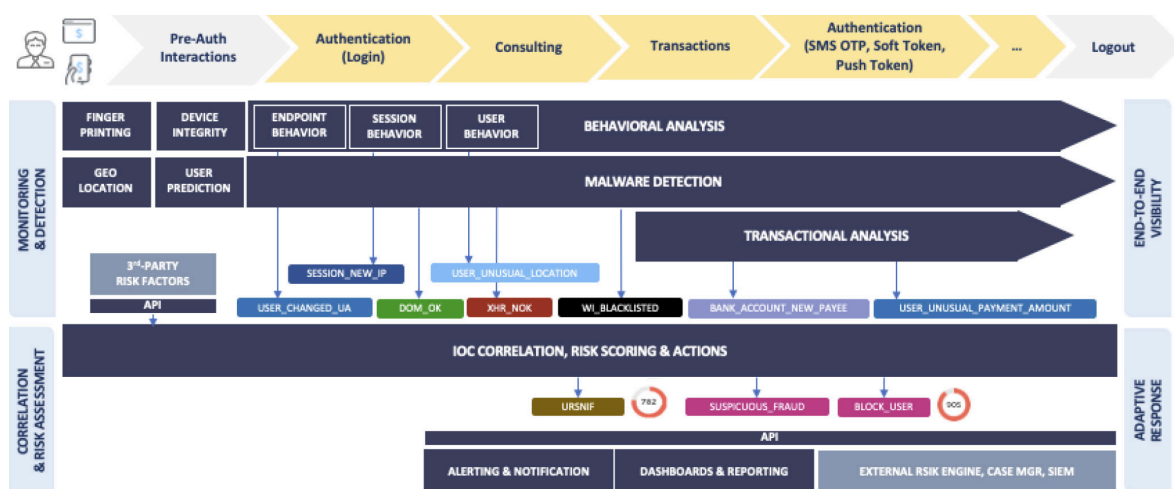 Pre-Auth
Interactions
Authentication
(Login)
Consulting
Transactions
Authentication
(SMS OTP, Soft Token,
Push Token)
...
Logout
MONITORING
& DETECTION
FINGER
PRINTING
DEVICE
INTEGRITY
ENDPOINT
BEHAVIOR
SESSION
BEHAVIOR
USER
BEHAVIOR
BEHAVIORAL ANALYSIS
GEO
LOCATION
USER
PREDICTION
MALWARE DETECTION
TRANSACTIONAL ANALYSIS
END-TO-END
VISIBILITY
3rd-PARTY
RISK FACTORS
API
SESSION_NEW_IP
USER_UNUSUAL_LOCATION
USER_CHANGED_UA
DOM_OK
XHR_NOK
WI_BLACKLISTED
BANK_ACCOUNT_NEW_PAYEE
USER_UNUSUAL_PAYMENT_AMOUNT
CORRELATION
& RISK ASSESSMENT
IOC CORRELATION, RISK SCORING & ACTIONS
URSNIF
782
SUSPICUOUS_FRAUD
BLOCK_USER
905
ADAPTIVE
RESPONSE
API
ALERTING & NOTIFICATION
DASHBOARDS & REPORTING
EXTERNAL RSIK ENGINE, CASE MGR, SIEM